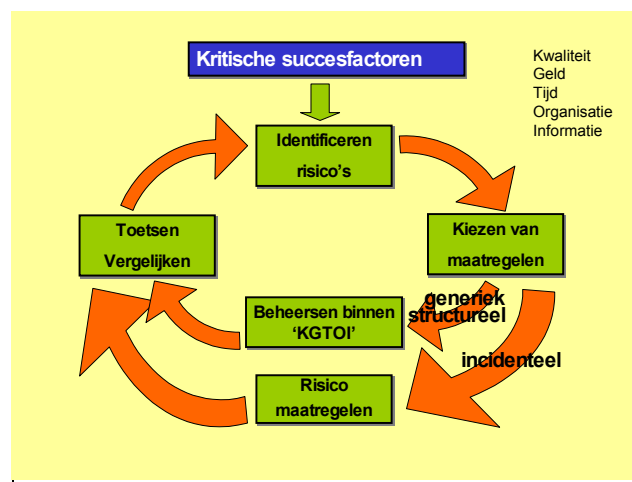 Kritische succesfactoren
Kwaliteit
Geld
Tijd
Organisatie
Informatie
Identificeren
risico's
Toetsen
Vergelijken
Kiezen van
maatregelen
generiek
structureel
Beheersen binnen
'KGTOI'
incidenteel
Risico
maatregelen